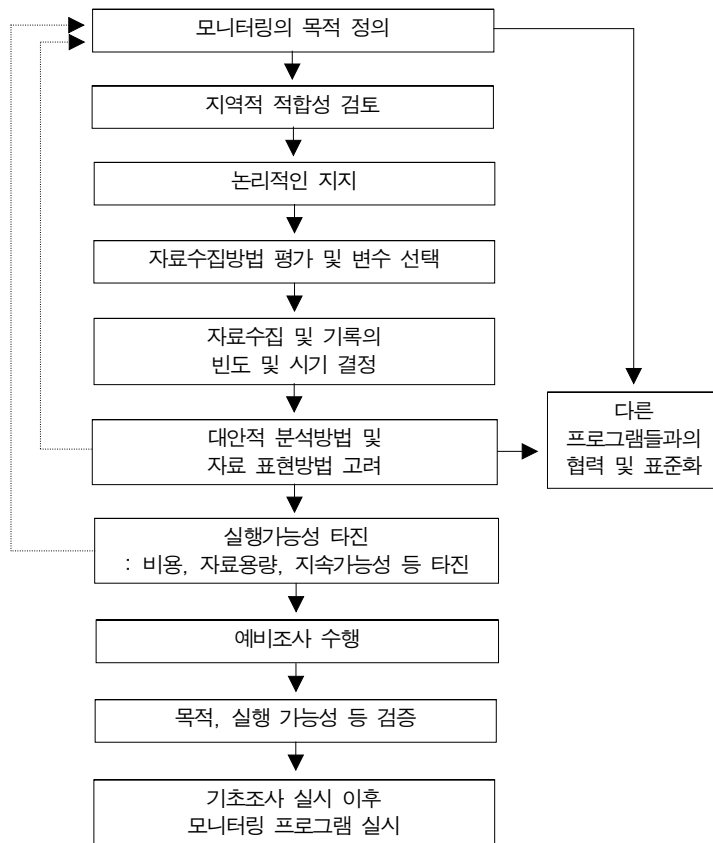 모니터링의 목적 정의
지역적 적합성 검토
논리적인 지지
자료수집방법 평가 및 변수 선택
자료수집 및 기록의
빈도 및 시기 결정
대안적 분석방법 및
자료 표현방법 고려
다른
프로그램들과의
협력 및 표준화
실행가능성 타진
: 비용, 자료용량, 지속가능성 등 타진
예비조사 수행
목적, 실행 가능성 등 검증
기초조사 실시 이후
모니터링 프로그램 실시